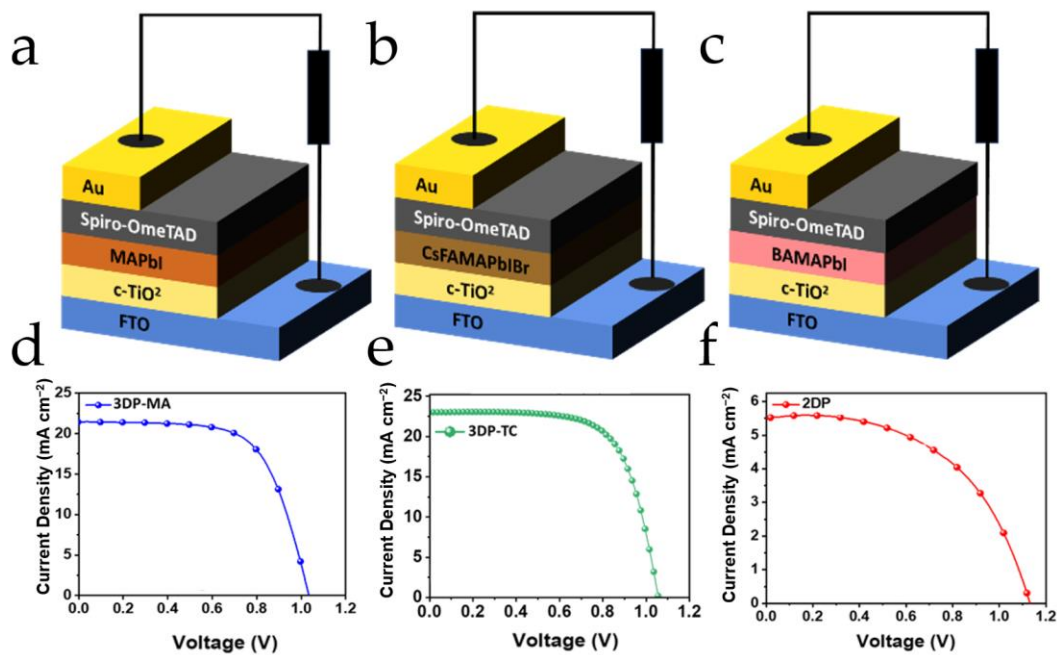 a
Au
Spiro-OmeTAD
MAPbI
c-TiO²
FTO
b
Au
Spiro-OmeTAD
CsFAMAPbIBr
c-TiO²
FTO
c
Au
Spiro-OmeTAD
BAMAPbI
c-TiO²
FTO
d
Current Density (mA cm⁻²)
25
20
15
10
5
0
3DP-MA
0.0 0.2 0.4 0.6 0.8 1.0 1.2
Voltage (V)
e
Current Density (mA cm⁻²)
25
20
15
10
5
0
3DP-TC
0.0 0.2 0.4 0.6 0.8 1.0 1.2
Voltage (V)
f
Current Density (mA cm⁻²)
6
5
4
3
2
1
0
2DP
0.0 0.2 0.4 0.6 0.8 1.0 1.2
Voltage (V)